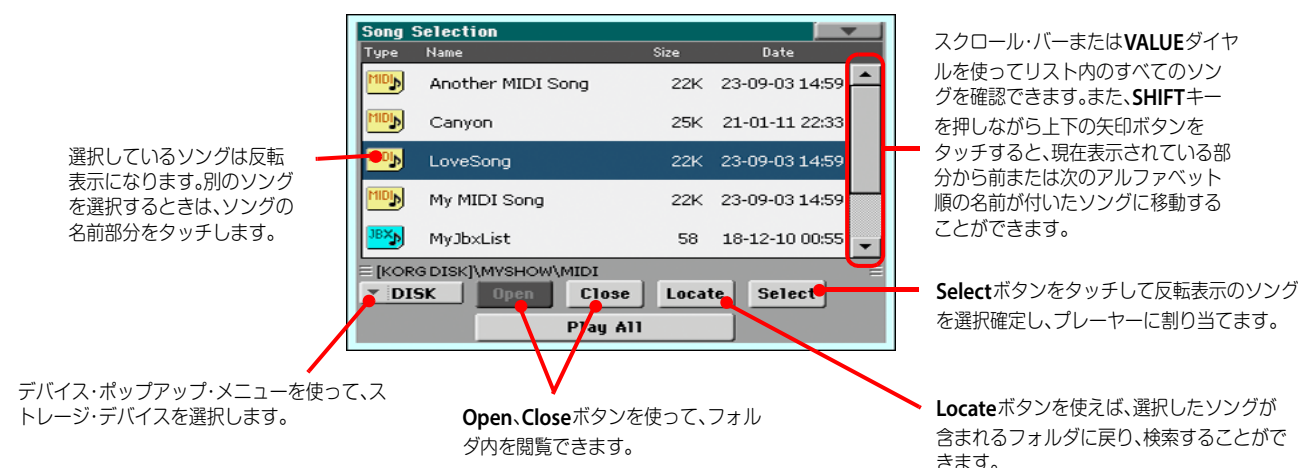 Song Selection
Type Name Size Date
MIDI Another MIDI Song 22K 23-09-03 14:59
MIDI Canyon 25K 21-01-11 22:33
LoveSong 22K 23-09-03 14:59
MIDI My MIDI Song 22K 23-09-03 14:59
JBX MyJbxList 58 18-12-10 00:55
[KORG DISK]\MYSHOW\MIDI
DISK Open Close Locate Select
Play All
選択しているソングは反転
表示になります。別のソング
を選択するときは、ソングの
名前部分をタッチします。
スクロール・バーまたはVALUEダイヤ
ルを使ってリスト内のすべてのソン
グを確認できます。また、SHIFTキー
を押しながら上下の矢印ボタンを
タッチすると、現在表示されている部
分から前または次のアルファベット
順の名前が付いたソングに移動する
ことができます。
Selectボタンをタッチして反転表示のソング
を選択確定し、プレーヤーに割り当てます。
デバイス・ポップアップ・メニューを使って、ス
トレージ・デバイスを選択します。
Open、Closeボタンを使って、フォル
ダ内を閲覧できます。
Locateボタンを使えば、選択したソングが
含まれるフォルダに戻り、検索することがで
きます。